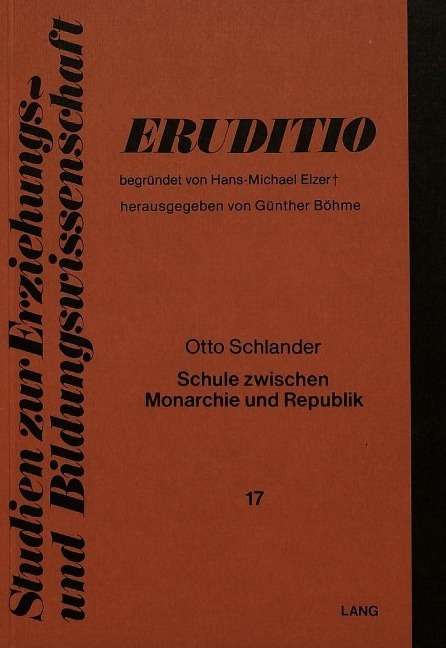 Studien zur Erziehungs-
und Bildungswissenschaft
ERUDITIO
begründet von Hans-Michael Elzer†
herausgegeben von Günther Böhme
Otto Schlander
Schule zwischen
Monarchie und Republik
17
LANG